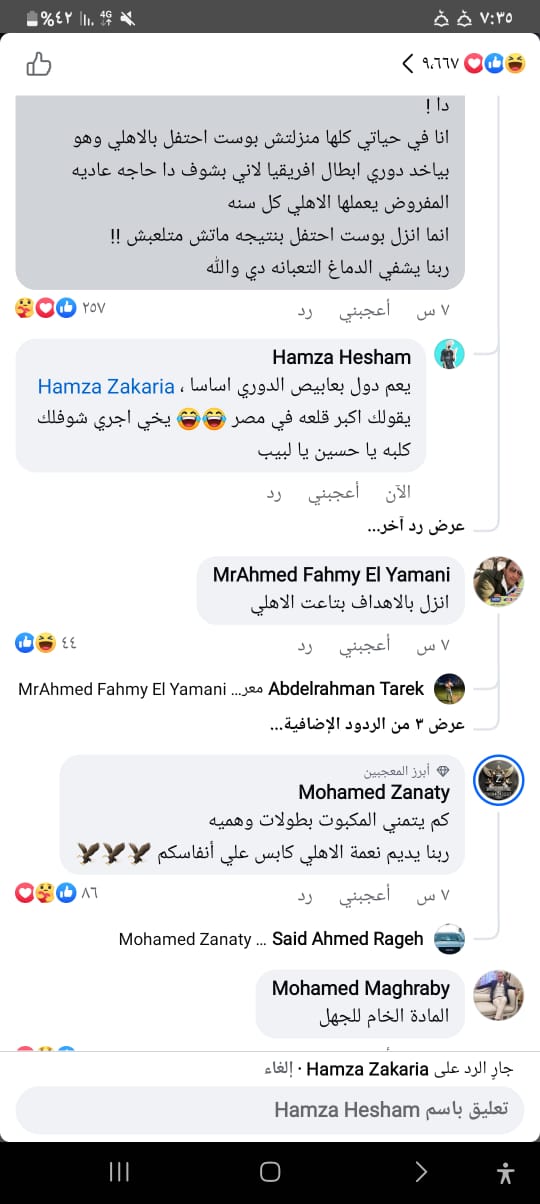 %٤٢ 4G ٧:٣٥
٩,٦٦٧
دا !
انا في حياتي كلها منزلتش بوست احتفل بالاهلي وهو
بياخد دوري ابطال افريقيا لاني بشوف دا حاجه عاديه
المفروض يعملها الاهلي كل سنه
انما انزل بوست احتفل بنتيجه ماتش متلعبش !!
ربنا يشفي الدماغ التعبانه دي والله
٧ س أعجبني رد ٢٥٧
Hamza Hesham
Hamza Zakaria يعم دول بعابيص الدوري اساسا ،
يقولك اكبر قلعه في مصر 😂😂 يخي اجري شوفلك
كلبه يا حسين يا لبيب
الآن أعجبني رد
عرض رد آخر...
MrAhmed Fahmy El Yamani
انزل بالاهداف بتاعت الاهلي
٧ س أعجبني رد ٤٤
Abdelrahman Tarek معر... MrAhmed Fahmy El Yamani
عرض ٣ من الردود الإضافية...
أبرز المعجبين
Mohamed Zanaty
كم يتمني المكبوت بطولات وهميه
ربنا يديم نعمة الاهلي كابس علي أنفاسكم 🦅🦅🦅
٧ س أعجبني رد ٨٦
Said Ahmed Rageh ... Mohamed Zanaty
Mohamed Maghraby
المادة الخام للجهل
جارٍ الرد على Hamza Zakaria · إلغاء
تعليق باسم Hamza Hesham